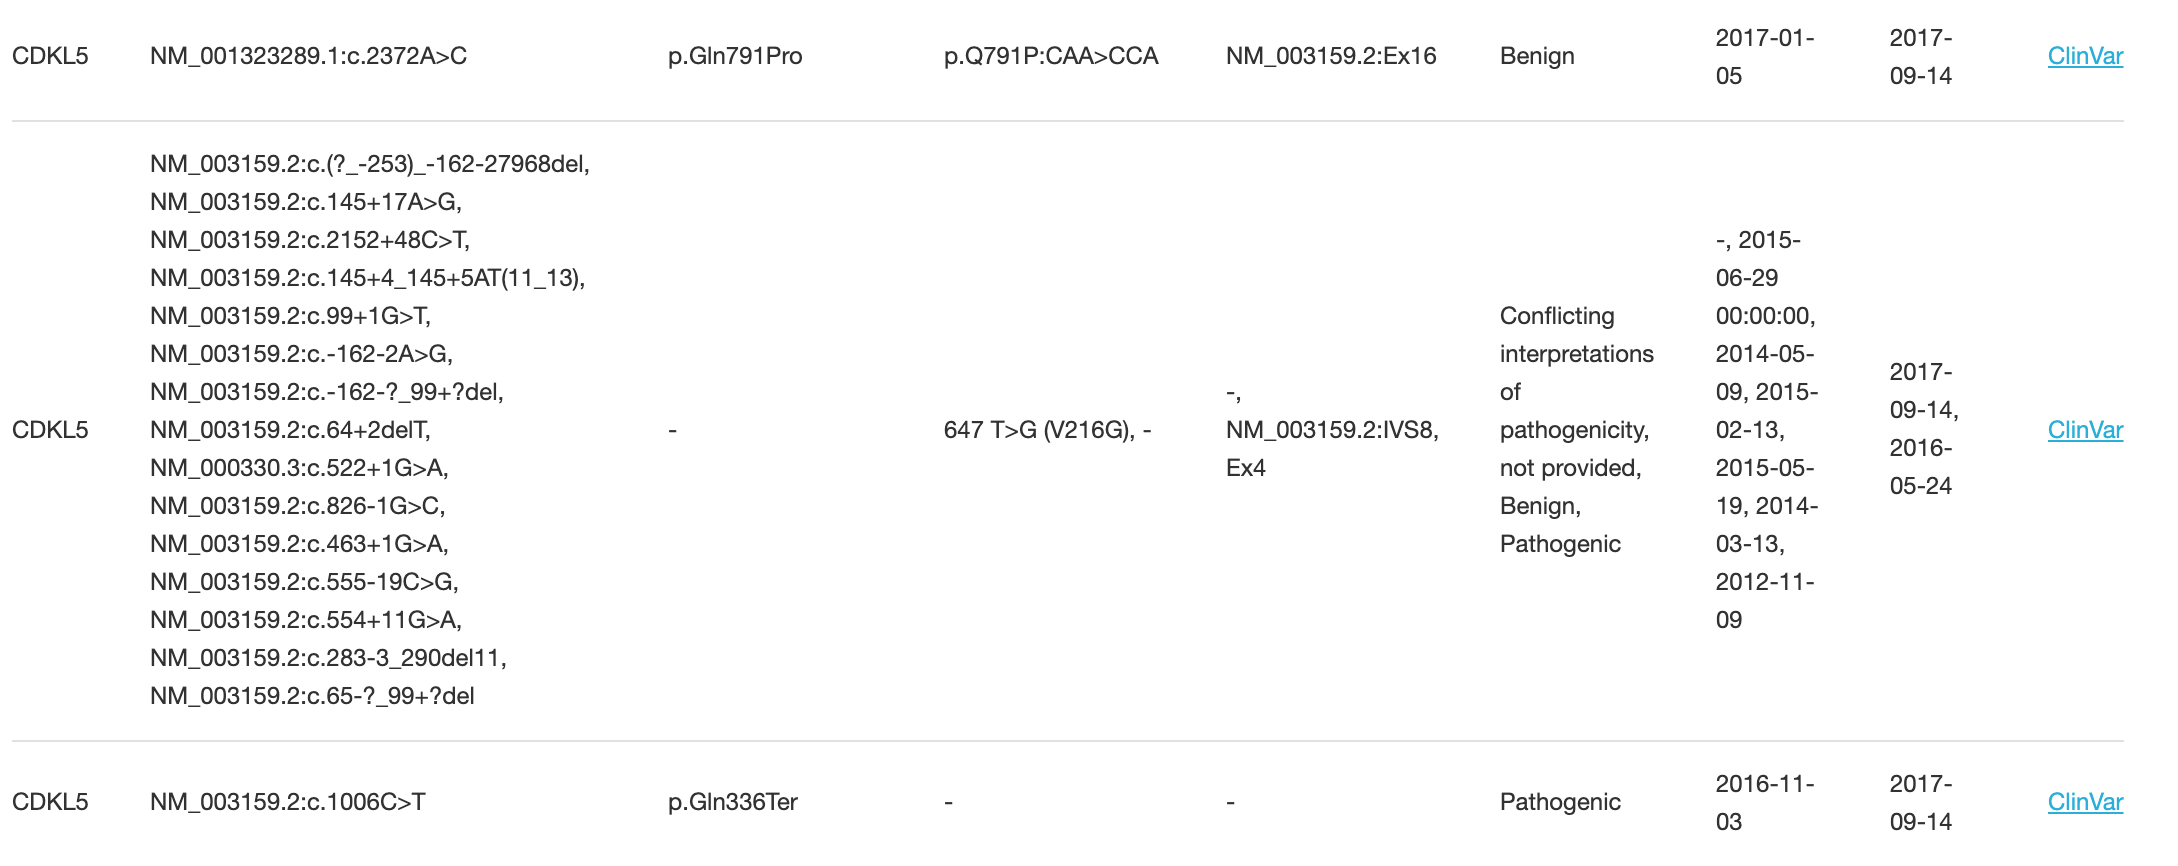 CDKL5 NM_001323289.1:c.2372A>C p.Gln791Pro p.Q791P:CAA>CCA NM_003159.2:Ex16 Benign 2017-01-
05 2017-
09-14 ClinVar
CDKL5
NM_003159.2:c.(?_-253)_-162-27968del,
NM_003159.2:c.145+17A>G,
NM_003159.2:c.2152+48C>T,
NM_003159.2:c.145+4_145+5AT(11_13),
NM_003159.2:c.99+1G>T,
NM_003159.2:c.-162-2A>G,
NM_003159.2:c.-162-?_99+?del,
NM_003159.2:c.64+2delT,
NM_000330.3:c.522+1G>A,
NM_003159.2:c.826-1G>C,
NM_003159.2:c.463+1G>A,
NM_003159.2:c.555-19C>G,
NM_003159.2:c.554+11G>A,
NM_003159.2:c.283-3_290del11,
NM_003159.2:c.65-?_99+?del
-
647 T>G (V216G), -
-,
NM_003159.2:IVS8,
Ex4
Conflicting
interpretations
of
pathogenicity,
not provided,
Benign,
Pathogenic
-, 2015-
06-29
00:00:00,
2014-05-
09, 2015-
02-13,
2015-05-
19, 2014-
03-13,
2012-11-
09
2017-
09-14,
2016-
05-24
ClinVar
CDKL5 NM_003159.2:c.1006C>T p.Gln336Ter - - Pathogenic 2016-11-
03 2017-
09-14 ClinVar